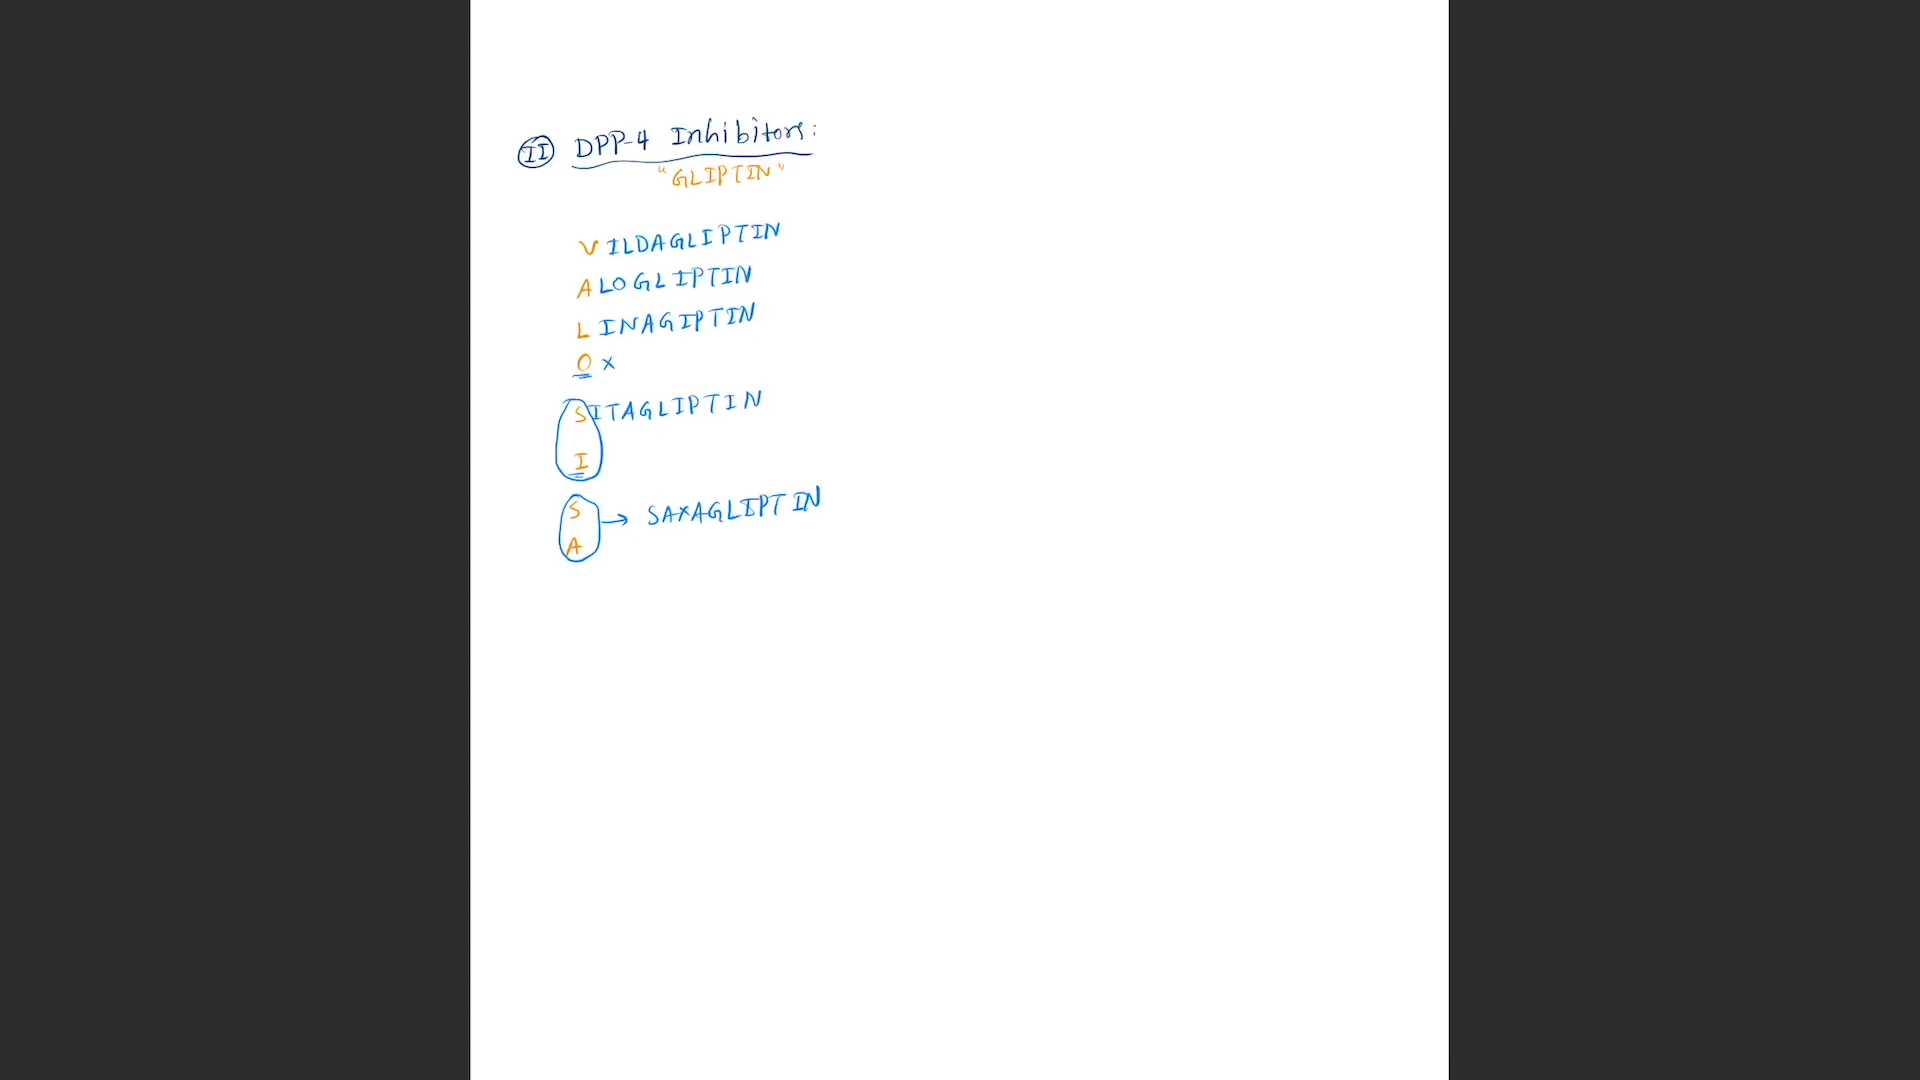 II DPP-4 Inhibitors:
"GLIPTIN"
VILDAGLIPTIN
ALOGLIPTIN
LINAGIPTIN
O x
SITAGLIPTIN
I
S → SAXAGLIPTIN
A